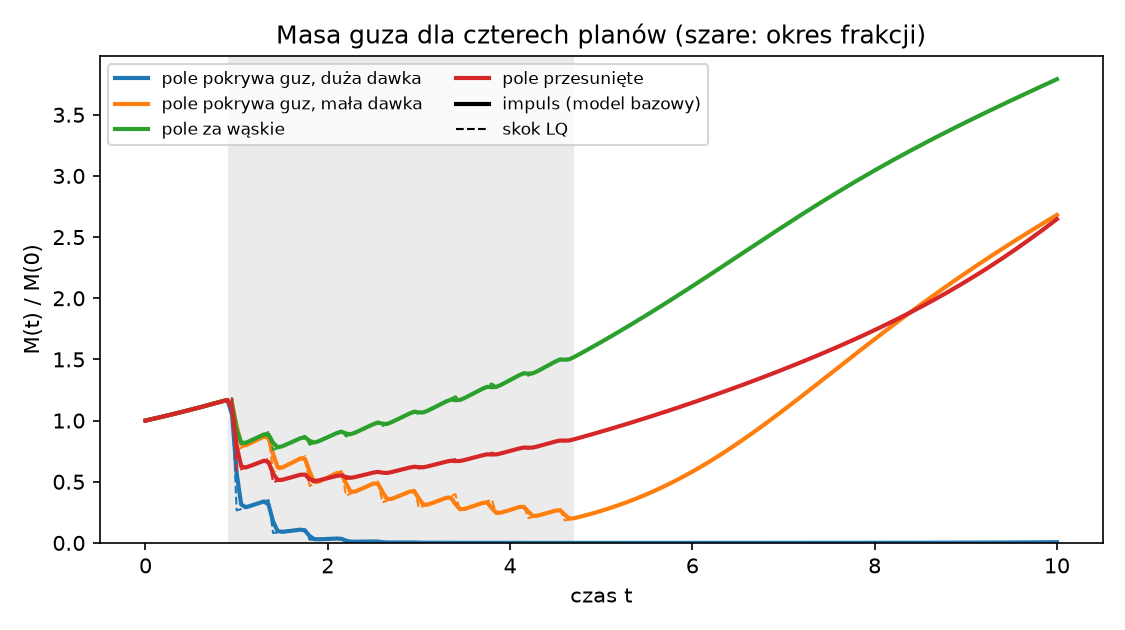 Masa guza dla czterech planów (szare: okres frakcji)
pole pokrywa guz, duża dawka
pole pokrywa guz, mała dawka
pole za wąskie
pole przesunięte
impuls (model bazowy)
skok LQ
M(t) / M(0)
3.5
3.0
2.5
2.0
1.5
1.0
0.5
0.0
0 2 4 6 8 10
czas t